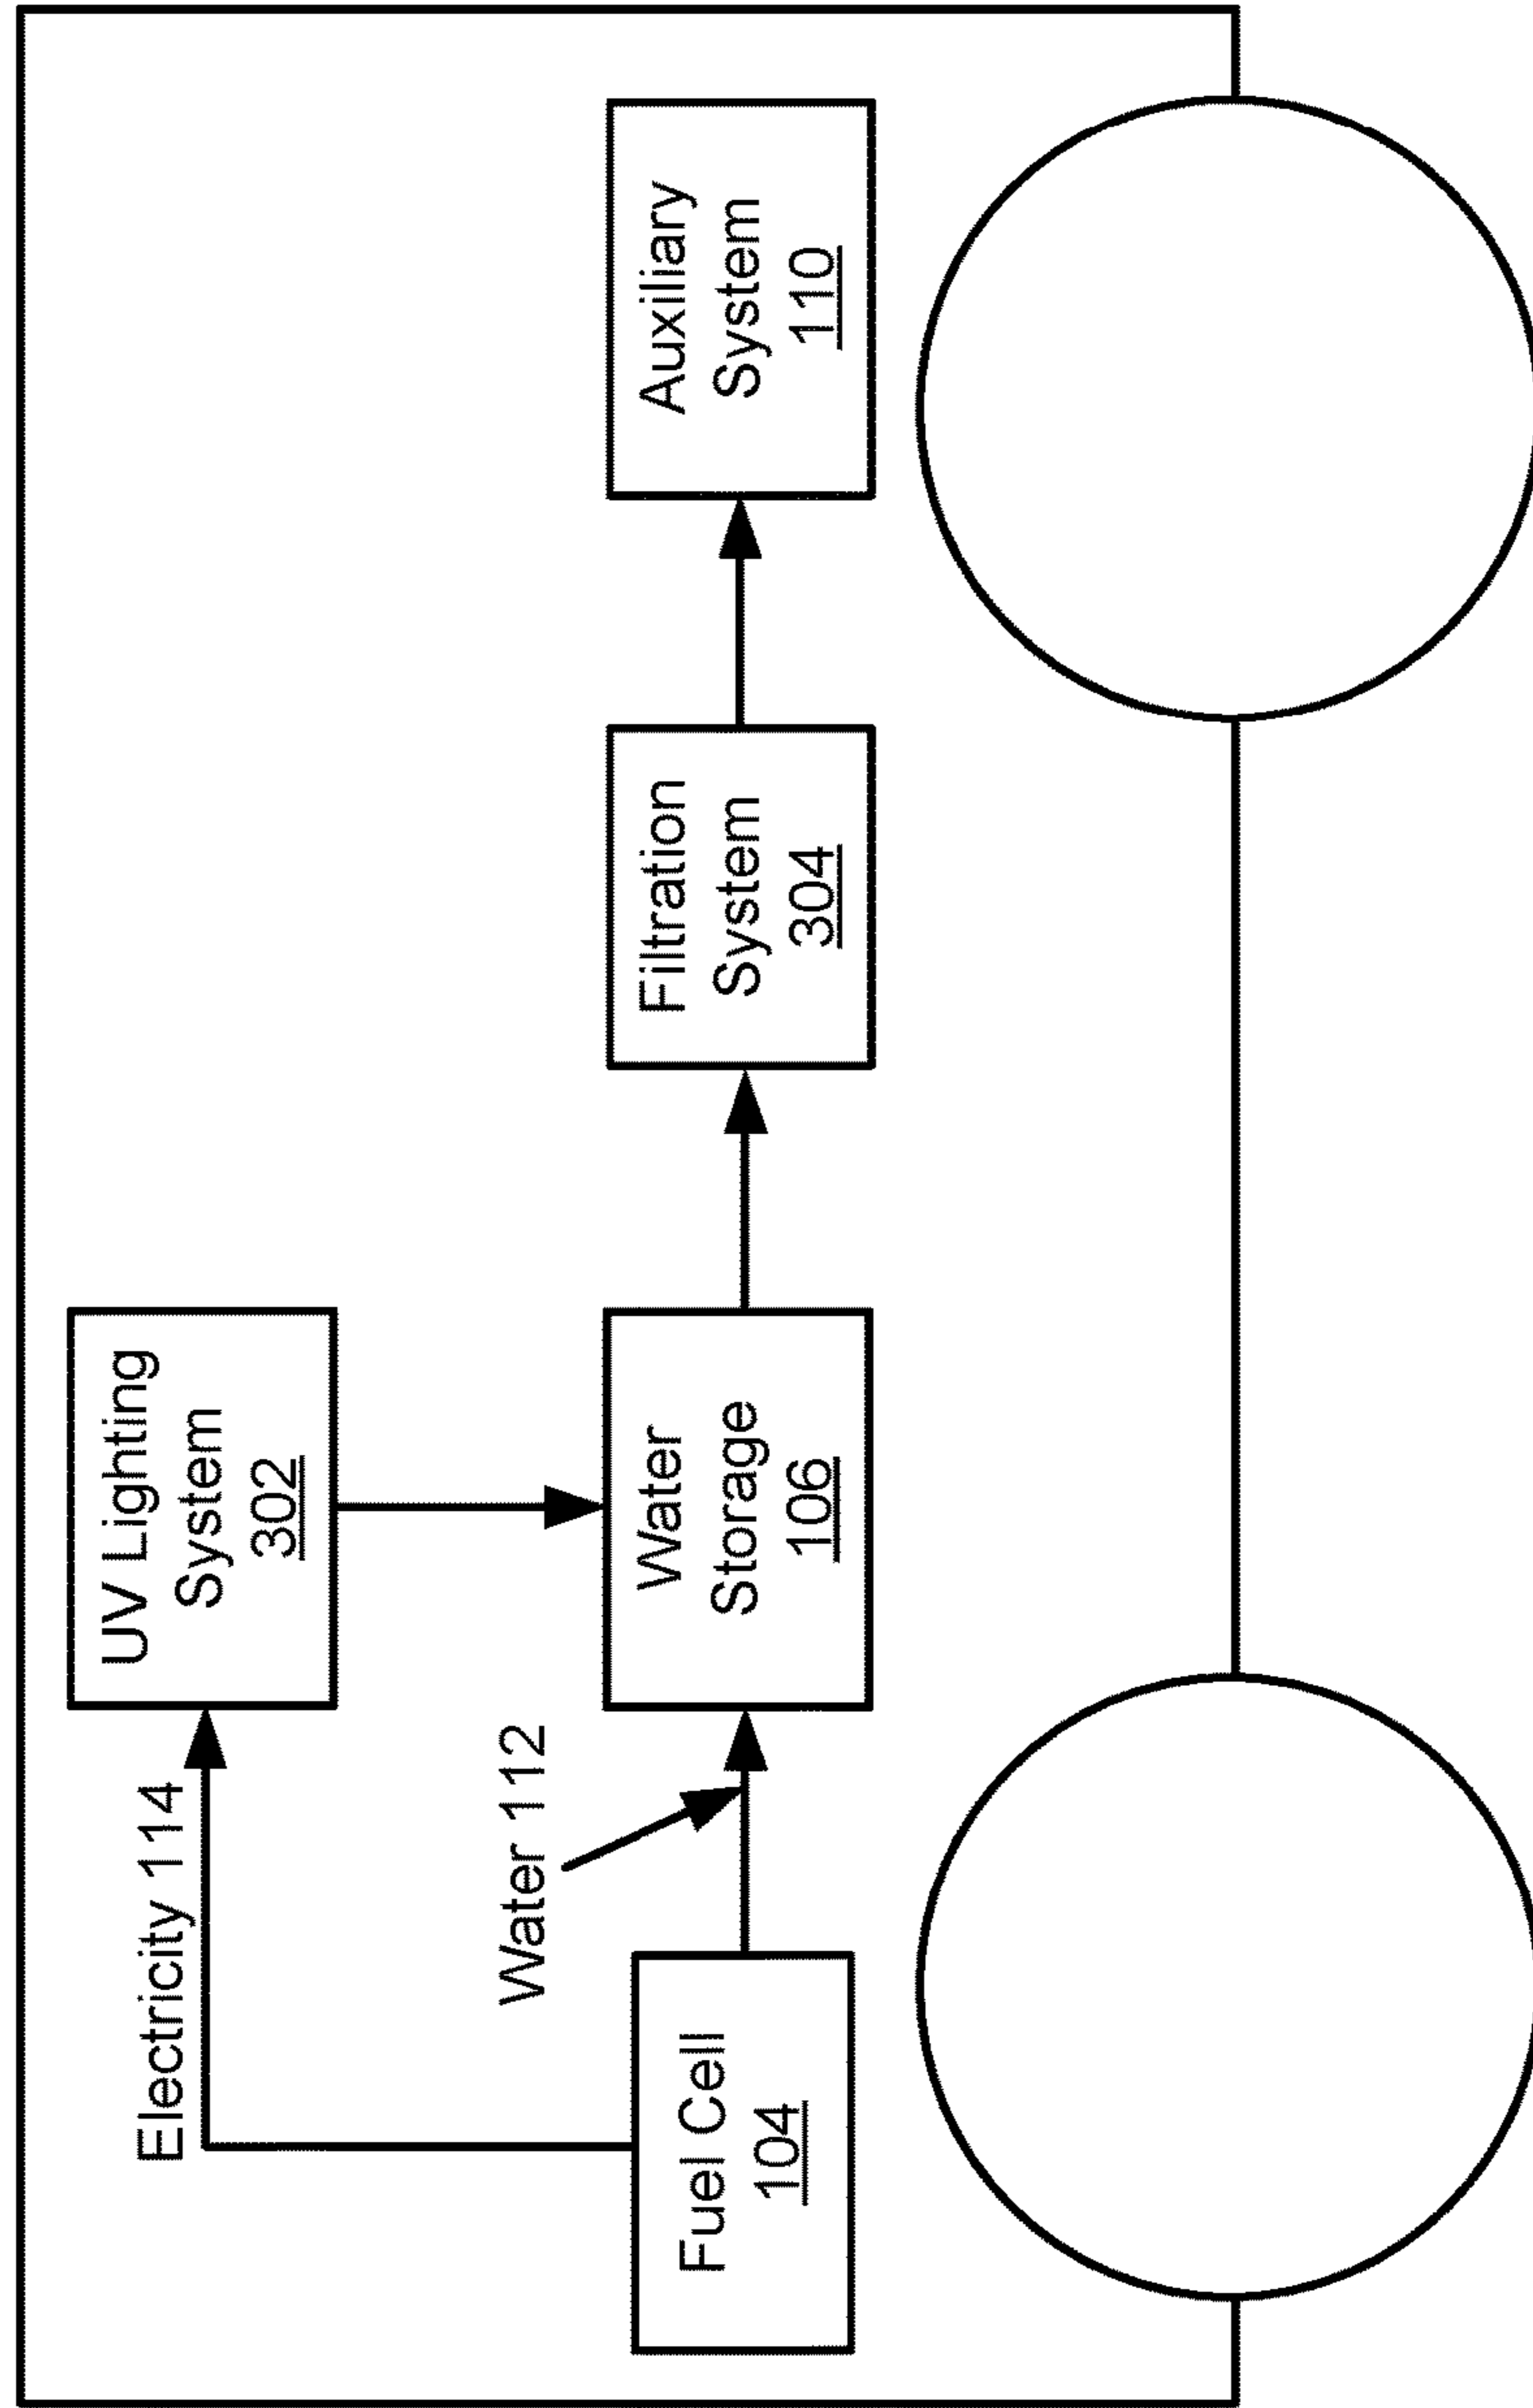 Electricity 114
UV Lighting
System
302
Water 112
Fuel Cell
104
Water
Storage
106
Filtration
System
304
Auxiliary
System
110